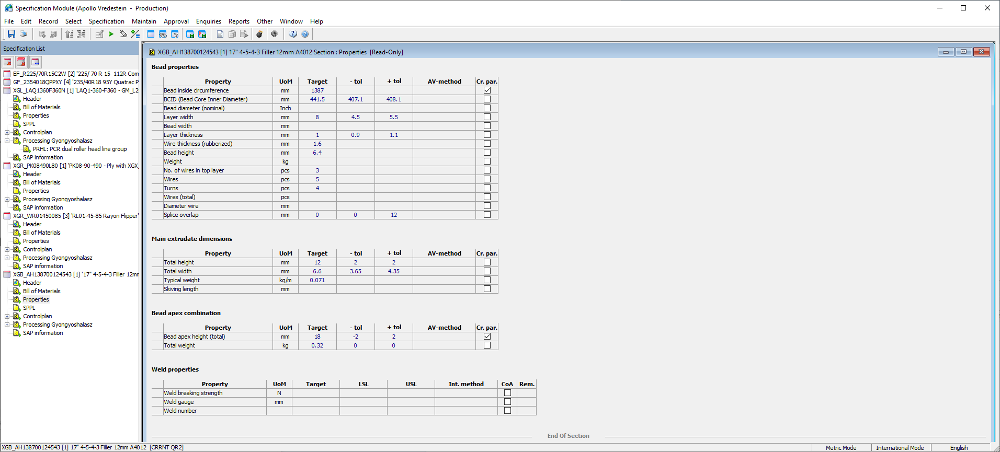 Specification Module (Apollo Vredestein - Production)
File Edit Record Select Specification Maintain Approval Enquiries Reports Other Window Help
Specification List
EF_R225/70R15C2W [2] '225/ 70 R 15 112R Com
GF_2354018QPPXY [4] '235/40R18 95Y Quatrac P
XGL_LAQ1360F360N [1] 'LAQ1-360-F360 - GM_L2
Header
Bill of Materials
Properties
SPPL
Controlplan
Processing Gyongyoshalasz
PRHL: PCR dual roller head line group
SAP information
XGR_PK08490L80 [1] 'PK08-90-490 - Ply with XGX_
Header
Bill of Materials
Properties
Processing Gyongyoshalasz
SAP information
XGR_WR01450085 [3] 'RL01-45-85 Rayon Flipper'
Header
Bill of Materials
Properties
Controlplan
Processing Gyongyoshalasz
SAP information
XGB_AH138700124543 [1] '17" 4-5-4-3 Filler 12mm
Header
Bill of Materials
Properties
SPPL
Controlplan
Processing Gyongyoshalasz
SAP information
XGB_AH138700124543 [1] 17" 4-5-4-3 Filler 12mm A4012 Section : Properties [Read-Only]
Bead properties
Property UoM Target - tol + tol AV-method Cr. par.
Bead inside circumference mm 1387
BCID (Bead Core Inner Diameter) mm 441.5 407.1 408.1
Bead diameter (nominal) Inch
Layer width mm 8 4.5 5.5
Bead width mm
Layer thickness mm 1 0.9 1.1
Wire thickness (rubberized) mm 1.6
Bead height mm 6.4
Weight kg
No. of wires in top layer pcs 3
Wires pcs 5
Turns pcs 4
Wires (total) pcs
Diameter wire mm
Splice overlap mm 0 0 12
Main extrudate dimensions
Property UoM Target - tol + tol AV-method Cr. par.
Total height mm 12 2 2
Total width mm 6.6 3.65 4.35
Typical weight kg/m 0.071
Skiving length mm
Bead apex combination
Property UoM Target - tol + tol AV-method Cr. par.
Bead apex height (total) mm 18 -2 2
Total weight kg 0.32 0 0
Weld properties
Property UoM Target LSL USL Int. method CoA Rem.
Weld breaking strength N
Weld gauge mm
Weld number
End Of Section
XGB_AH138700124543 [1] 17" 4-5-4-3 Filler 12mm A4012 [CRRNT QR2]
Metric Mode International Mode English